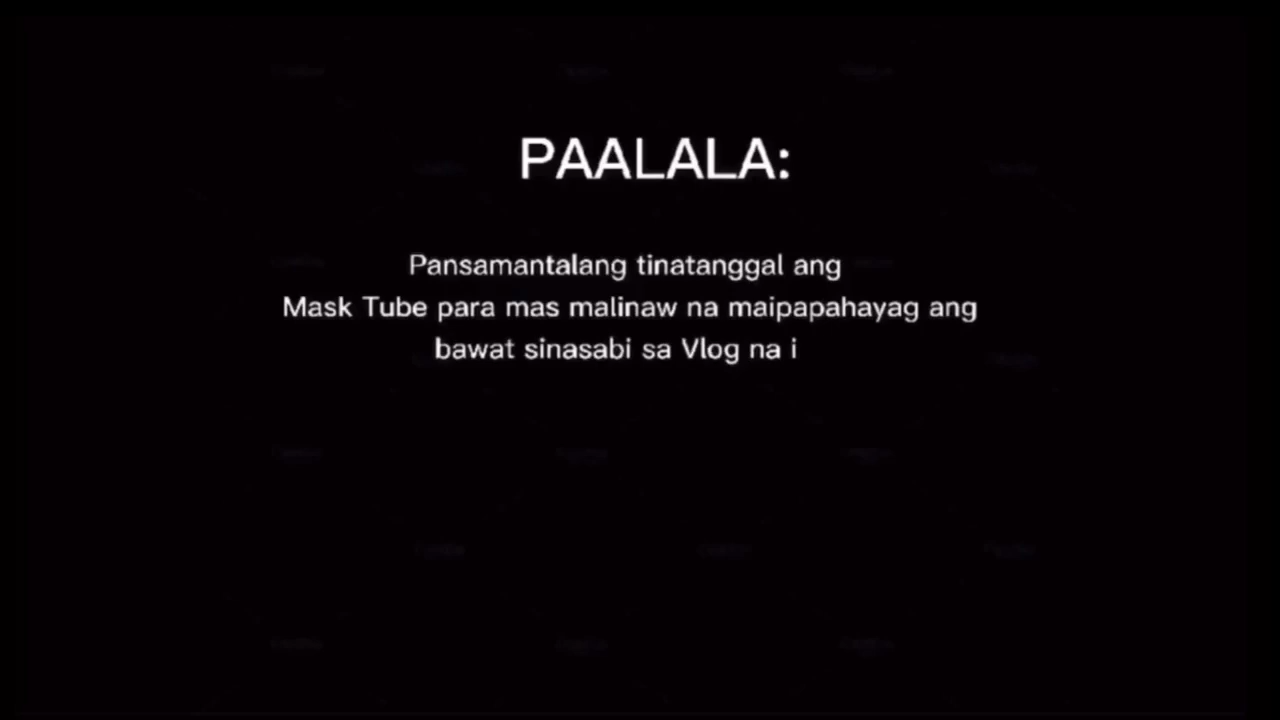 PAALALA:
Pansamantalang tinatanggal ang
Mask Tube para mas malinaw na maipapahayag ang
bawat sinasabi sa Vlog na i